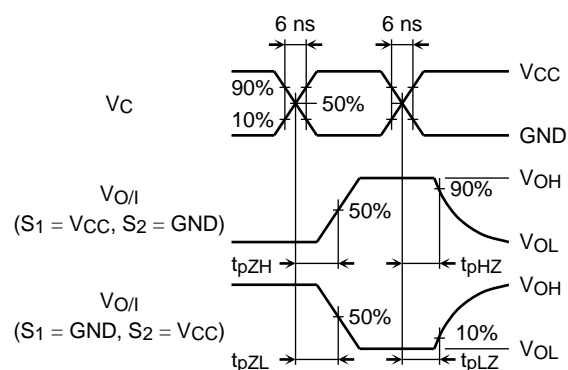 6 ns 6 ns
VCC
90%
VC
50%
10%
GND
VOH
VO/I
90%
(S1 = VCC, S2 = GND)
50%
VOL
tpZH tpHZ
VO/I
VOH
50%
(S1 = GND, S2 = VCC)
10%
VOL
tpZL tpLZ